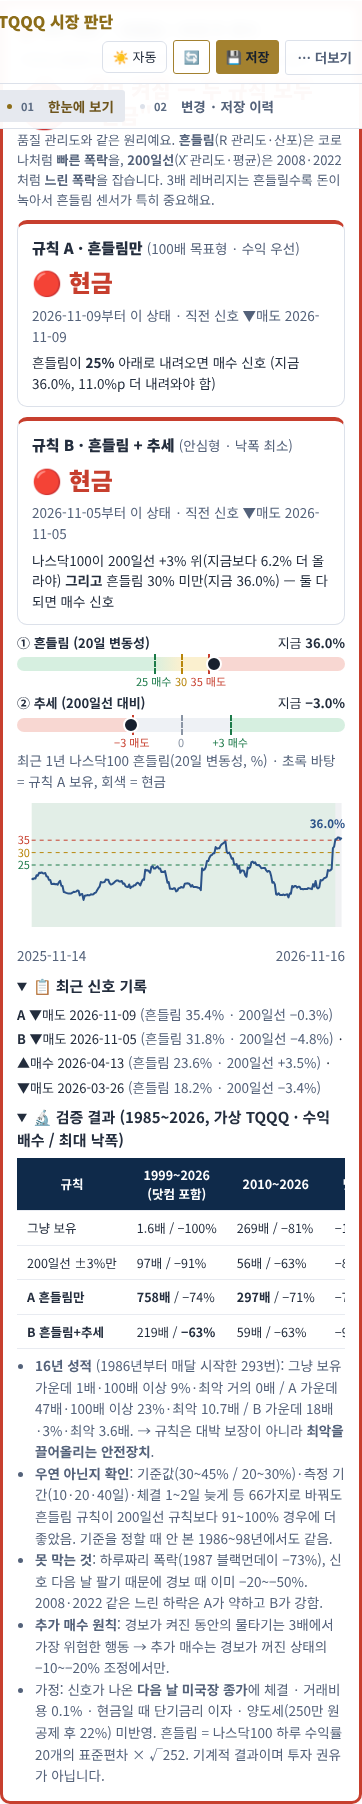 TQQQ 시장 판단
☀️ 자동
🔄
💾 저장
··· 더보기
01 한눈에 보기
02 변경 · 저장 이력
품질 관리도와 같은 원리예요. 흔들림(R 관리도·산포)은 코로
나처럼 빠른 폭락을, 200일선(X̄ 관리도·평균)은 2008·2022
처럼 느린 폭락을 잡습니다. 3배 레버리지는 흔들릴수록 돈이
녹아서 흔들림 센서가 특히 중요해요.
규칙 A · 흔들림만 (100배 목표형 · 수익 우선)
🔴 현금
2026-11-09부터 이 상태 · 직전 신호 ▼매도 2026-
11-09
흔들림이 25% 아래로 내려오면 매수 신호 (지금
36.0%, 11.0%p 더 내려와야 함)
규칙 B · 흔들림 + 추세 (안심형 · 낙폭 최소)
🔴 현금
2026-11-05부터 이 상태 · 직전 신호 ▼매도 2026-
11-05
나스닥100이 200일선 +3% 위(지금보다 6.2% 더 올
라야) 그리고 흔들림 30% 미만(지금 36.0%) — 둘 다
되면 매수 신호
① 흔들림 (20일 변동성) 지금 36.0%
25 매수 30 35 매도
② 추세 (200일선 대비) 지금 −3.0%
−3 매도 0 +3 매수
최근 1년 나스닥100 흔들림(20일 변동성, %) · 초록 바탕
= 규칙 A 보유, 회색 = 현금
36.0%
35
30
25
2025-11-14 2026-11-16
▼ 📋 최근 신호 기록
A ▼매도 2026-11-09 (흔들림 35.4% · 200일선 −0.3%)
B ▼매도 2026-11-05 (흔들림 31.8% · 200일선 −4.8%) ·
▲매수 2026-04-13 (흔들림 23.6% · 200일선 +3.5%) ·
▼매도 2026-03-26 (흔들림 18.2% · 200일선 −3.4%)
▼ 🔬 검증 결과 (1985~2026, 가상 TQQQ · 수익
배수 / 최대 낙폭)
규칙 1999~2026 (닷컴 포함) 2010~2026
그냥 보유 1.6배 / −100% 269배 / −81%
200일선 ±3%만 97배 / −91% 56배 / −63%
A 흔들림만 758배 / −74% 297배 / −71%
B 흔들림+추세 219배 / −63% 59배 / −63%
• 16년 성적 (1986년부터 매달 시작한 293번): 그냥 보유
가운데 1배·100배 이상 9%·최악 거의 0배 / A 가운데
47배·100배 이상 23%·최악 10.7배 / B 가운데 18배
·3%·최악 3.6배. → 규칙은 대박 보장이 아니라 최악을
끌어올리는 안전장치.
• 우연 아닌지 확인: 기준값(30~45% / 20~30%)·측정 기
간(10·20·40일)·체결 1~2일 늦게 등 66가지로 바꿔도
흔들림 규칙이 200일선 규칙보다 91~100% 경우에 더
좋았음. 기준을 정할 때 안 본 1986~98년에서도 같음.
• 못 막는 것: 하루짜리 폭락(1987 블랙먼데이 −73%), 신
호 다음 날 팔기 때문에 경보 때 이미 −20~−50%.
2008·2022 같은 느린 하락은 A가 약하고 B가 강함.
• 추가 매수 원칙: 경보가 켜진 동안의 물타기는 3배에서
가장 위험한 행동 → 추가 매수는 경보가 꺼진 상태의
−10~−20% 조정에서만.
• 가정: 신호가 나온 다음 날 미국장 종가에 체결 · 거래비
용 0.1% · 현금일 때 단기금리 이자 · 양도세(250만 원
공제 후 22%) 미반영. 흔들림 = 나스닥100 하루 수익률
20개의 표준편차 × √252. 기계적 결과이며 투자 권유
가 아닙니다.